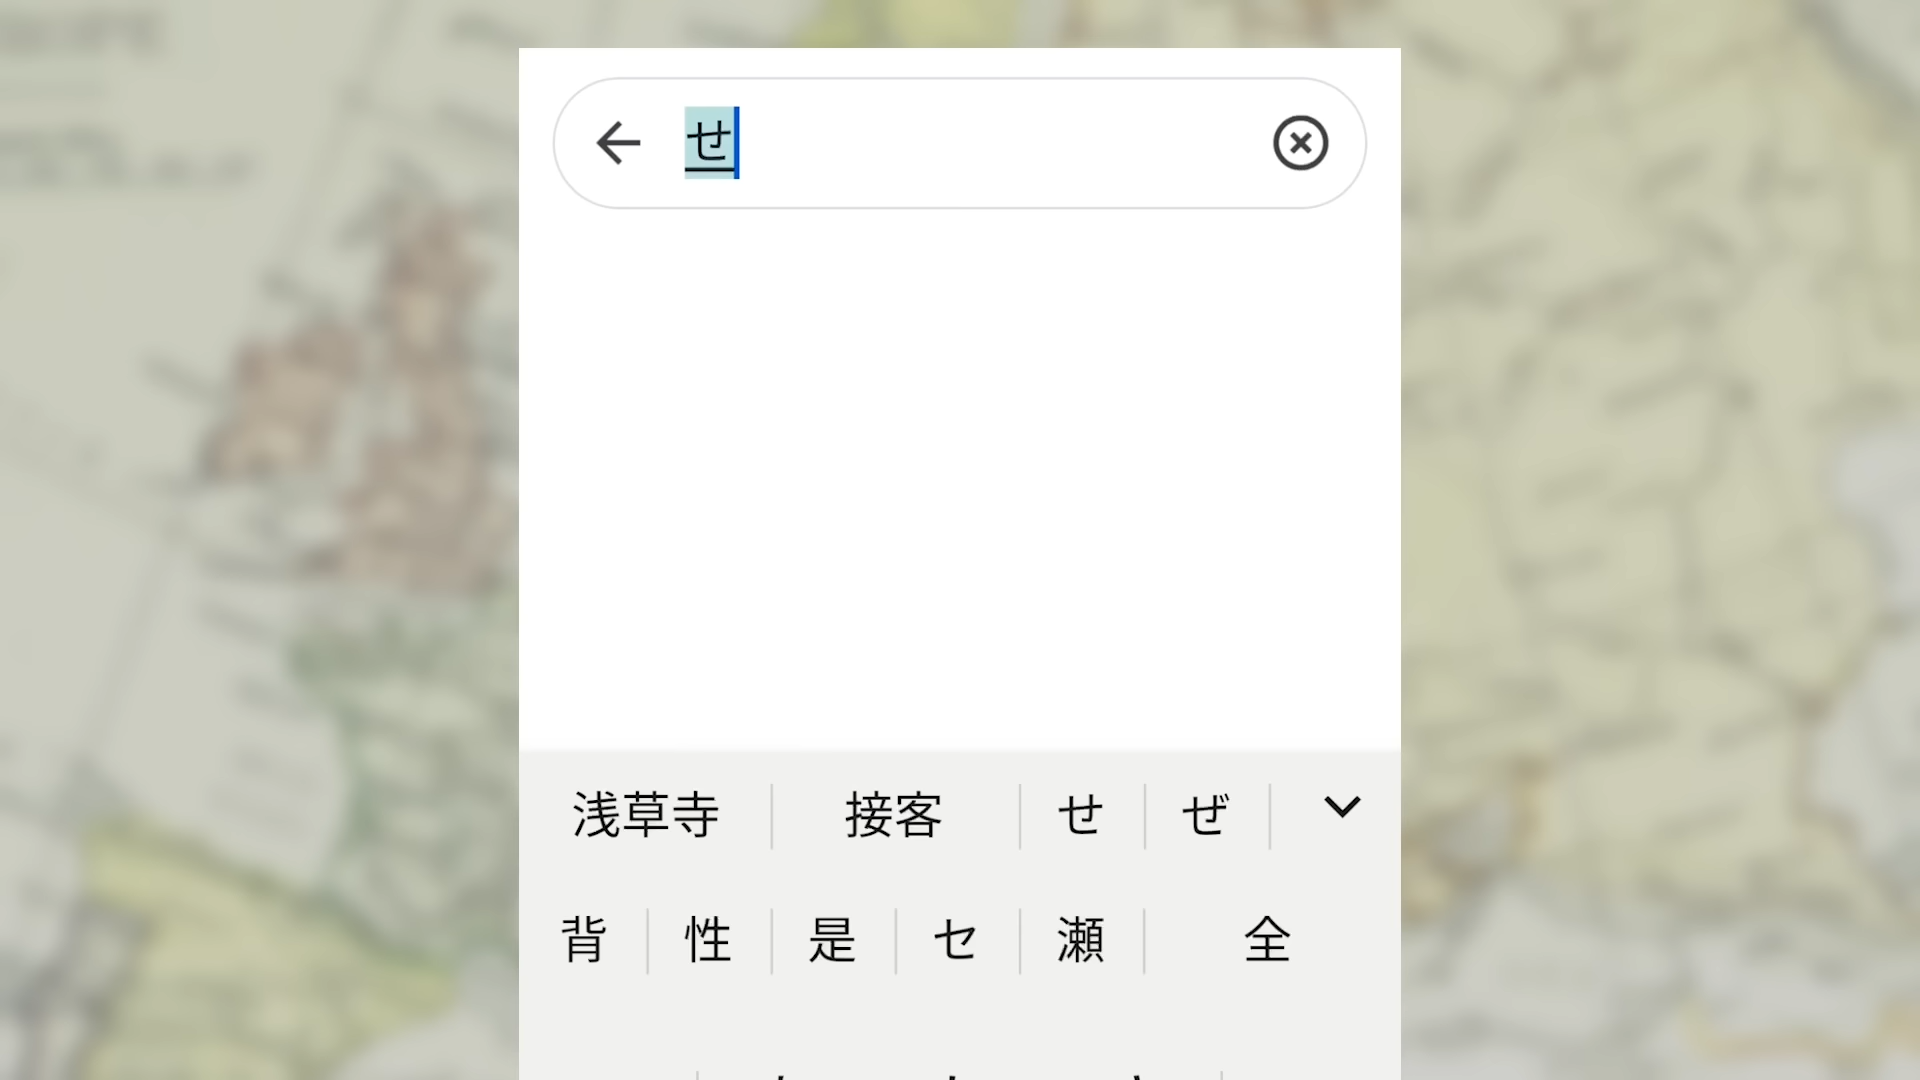 せ
浅草寺 接客 せ ぜ
背 性 是 セ 瀬 全